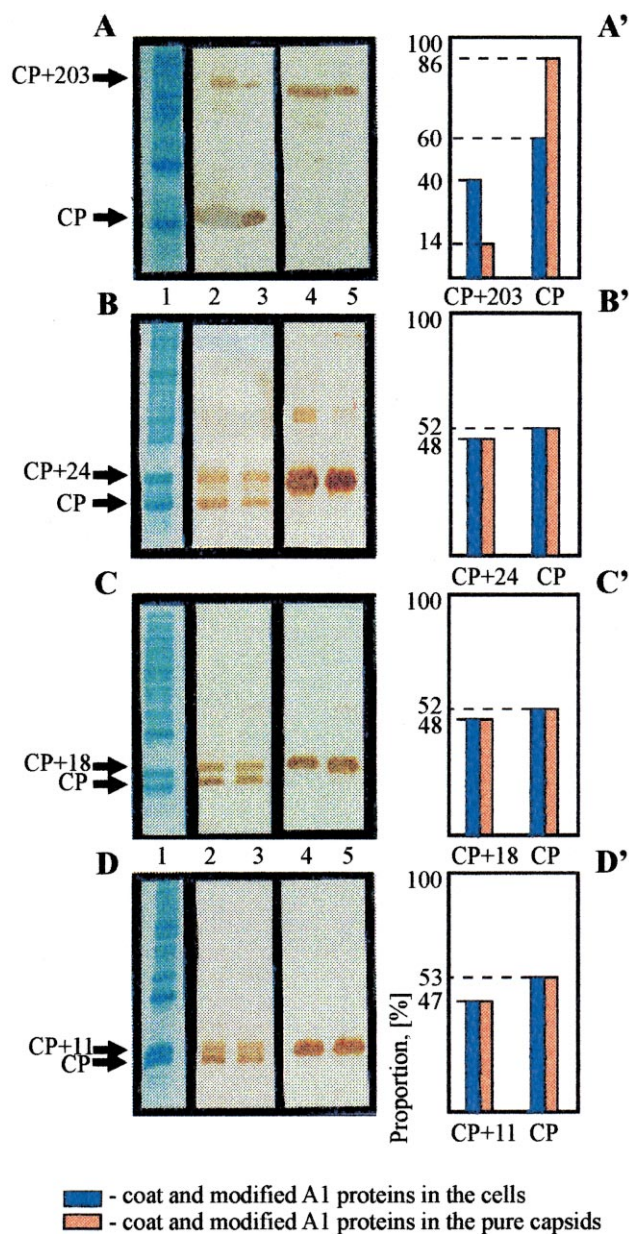 A
A'
CP+203
CP
100
86
60
40
14
CP+203 CP
1 2 3 4 5
B
B'
CP+24
CP
100
52
48
CP+24 CP
C
C'
CP+18
CP
100
52
48
CP+18 CP
1 2 3 4 5
D
D'
CP+11
CP
100
53
47
Proportion, [%]
CP+11 CP
- coat and modified A1 proteins in the cells
- coat and modified A1 proteins in the pure capsids